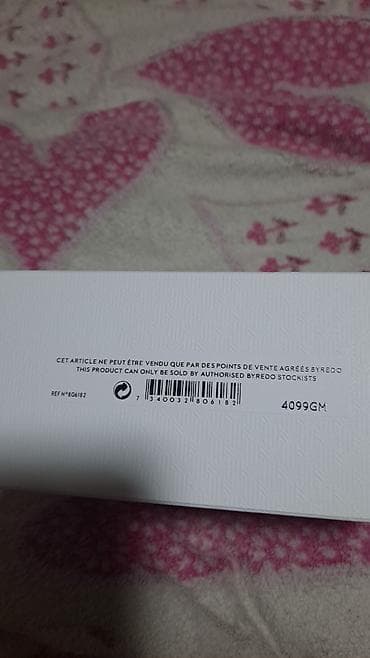 CET ARTICLE NE PEUT ÊTRE VENDU QUE PAR DES POINTS DE VENTE AGRÉÉS BYREDO
THIS PRODUCT CAN ONLY BE SOLD BY AUTHORISED BYREDO STOCKISTS
REF N°806182
7 340032 806182
4099GM